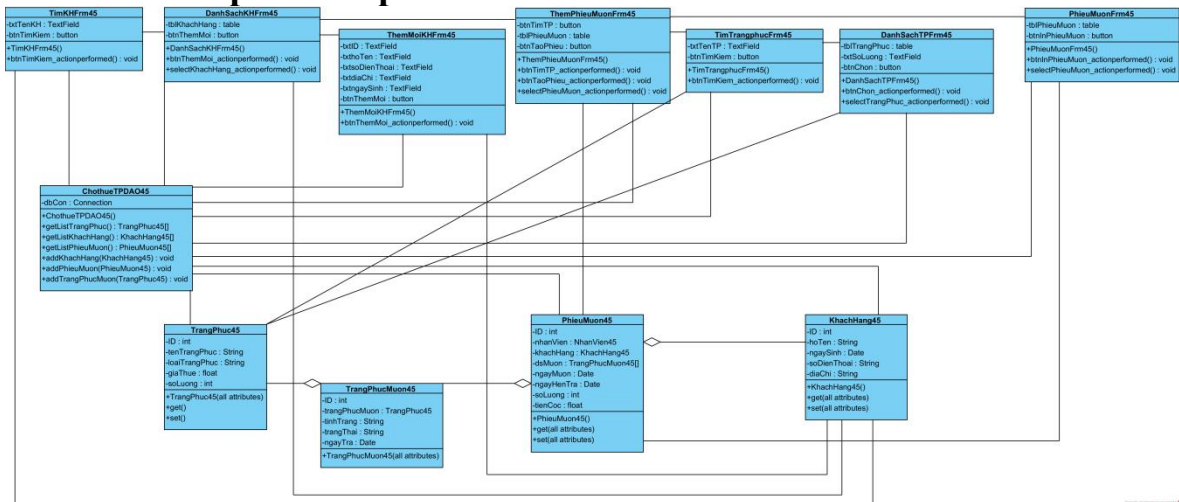 TimKHFrm45
-txtTenKH : TextField
-btnTimKiem : button
+TimKHFrm45()
+btnTimKiem_actionperformed() : void
DanhSachKHFrm45
-tblKhachHang : table
-btnThemMoi : button
+DanhSachKHFrm45()
+btnThemMoi_actionperformed() : void
+selectKhachHang_actionperformed() : void
ThemMoiKHFrm45
-txtID : TextField
-txthoTen : TextField
-txtsoDienThoai : TextField
-txtdiaChi : TextField
-txtngaySinh : TextField
-btnThemMoi : button
+ThemMoiKHFrm45()
+btnThemMoi_actionperformed() : void
ThemPhieuMuonFrm45
-btnTimTP : button
-tblPhieuMuon : table
-btnTaoPhieu : button
+ThemPhieuMuonFrm45()
+btnTimTP_actionperformed() : void
+btnTaoPhieu_actionperformed() : void
+selectPhieuMuon_actionperformed() : void
TimTrangphucFrm45
-txtTenTP : TextField
-btnTimKiem : button
+TimTrangphucFrm45()
+btnTimKiem_actionperformed() : void
DanhSachTPFrm45
-tblTrangPhuc : table
-txtSoLuong : TextField
-btnChon : button
+DanhSachTPFrm45()
+btnChon_actionperformed() : void
+selectTrangPhuc_actionperformed() : void
PhieuMuonFrm45
-tblPhieuMuon : table
-btnInPhieuMuon : button
+PhieuMuonFrm45()
+btnInPhieuMuon_actionperformed() : void
+selectPhieuMuon_actionperformed() : void
ChothueTPDAO45
-dbCon : Connection
+ChothueTPDAO45()
+getListTrangPhuc() : TrangPhuc45[]
+getListKhachHang() : KhachHang45[]
+getListPhieuMuon() : PhieuMuon45[]
+addKhachHang(KhachHang45) : void
+addPhieuMuon(PhieuMuon45) : void
+addTrangPhucMuon(TrangPhuc45) : void
TrangPhuc45
-ID : int
-tenTrangPhuc : String
-loaiTrangPhuc : String
-giaThue : float
-soLuong : int
+TrangPhuc45(all attributes)
+get()
+set()
TrangPhucMuon45
-ID : int
-trangPhucMuon : TrangPhuc45
-tinhTrang : String
-trangThai : String
-ngayTra : Date
+TrangPhucMuon45(all attributes)
PhieuMuon45
-ID : int
-nhanVien : NhanVien45
-khachHang : KhachHang45
-dsMuon : TrangPhucMuon45[]
-ngayMuon : Date
-ngayHenTra : Date
-soLuong : int
-tienCoc : float
+PhieuMuon45()
+get(all attributes)
+set(all attributes)
KhachHang45
-ID : int
-hoTen : String
-ngaySinh : Date
-soDienThoai : String
-diaChi : String
+KhachHang45()
+get(all attributes)
+set(all attributes)